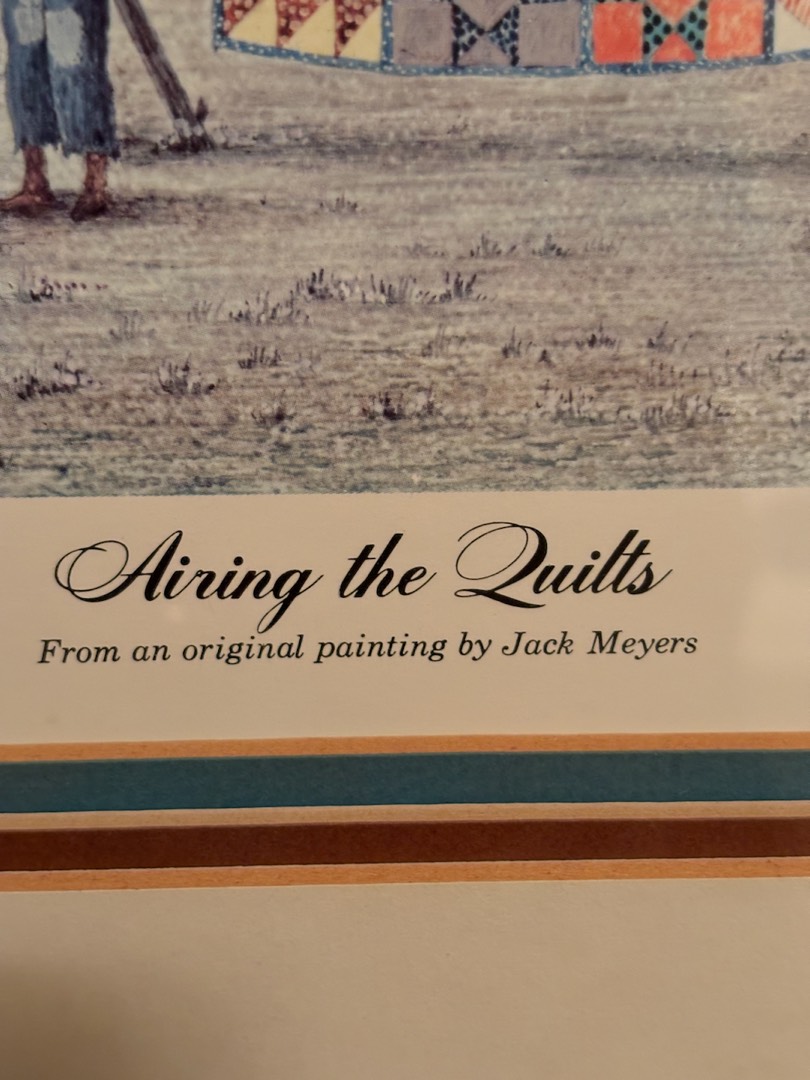 Airing the Quilts
From an original painting by Jack Meyers